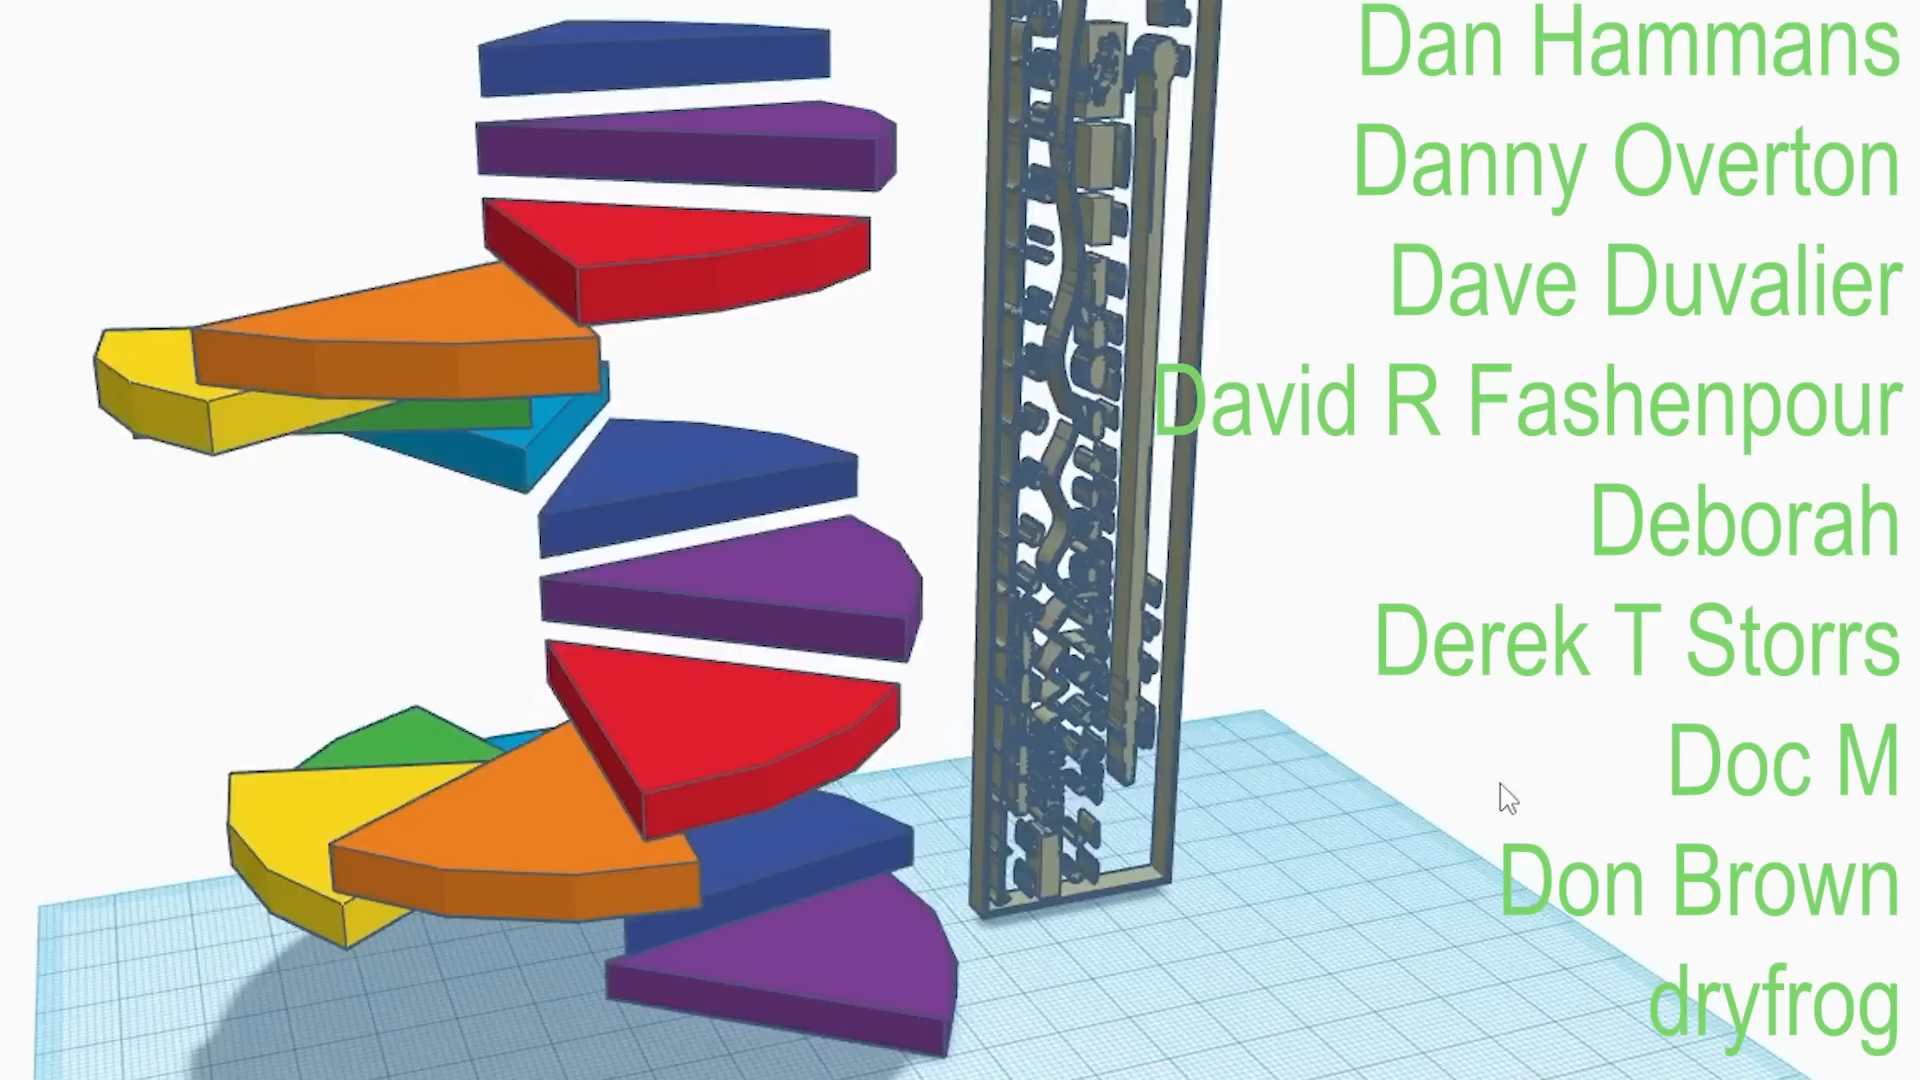 Dan Hammans
Danny Overton
Dave Duvalier
David R Fashenpour
Deborah
Derek T Storrs
Doc M
Don Brown
dryfrog